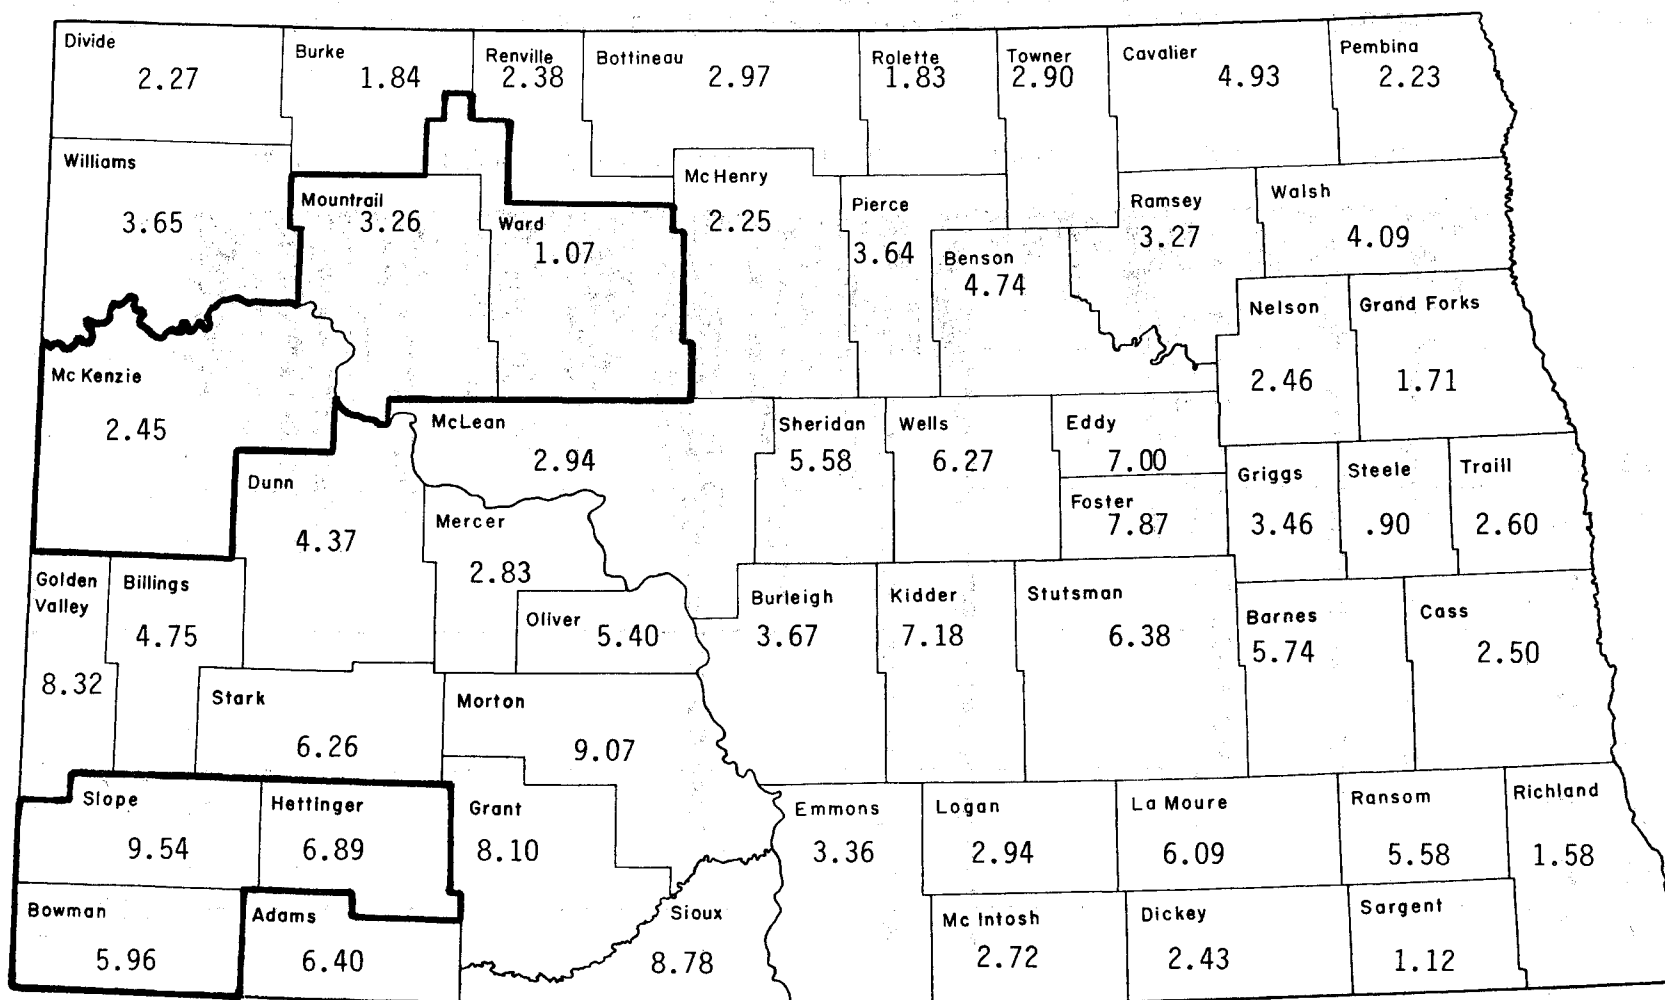 Divide
2.27
Burke
1.84
Renville
2.38
Bottineau
2.97
Rolette
1.83
Towner
2.90
Cavalier
4.93
Pembina
2.23
Williams
3.65
Mountrail
3.26
Ward
1.07
Mc Henry
2.25
Pierce
3.64
Benson
4.74
Ramsey
3.27
Walsh
4.09
Nelson
2.46
Grand Forks
1.71
Mc Kenzie
2.45
Dunn
4.37
McLean
2.94
Mercer
2.83
Oliver
5.40
Sheridan
5.58
Wells
6.27
Eddy
7.00
Foster
7.87
Griggs
3.46
Steele
.90
Traill
2.60
Golden
Valley
8.32
Billings
4.75
Stark
6.26
Morton
9.07
Burleigh
3.67
Kidder
7.18
Stutsman
6.38
Barnes
5.74
Cass
2.50
Slope
9.54
Hettinger
6.89
Grant
8.10
Emmons
3.36
Logan
2.94
La Moure
6.09
Ransom
5.58
Richland
1.58
Bowman
5.96
Adams
6.40
Sioux
8.78
Mc Intosh
2.72
Dickey
2.43
Sargent
1.12